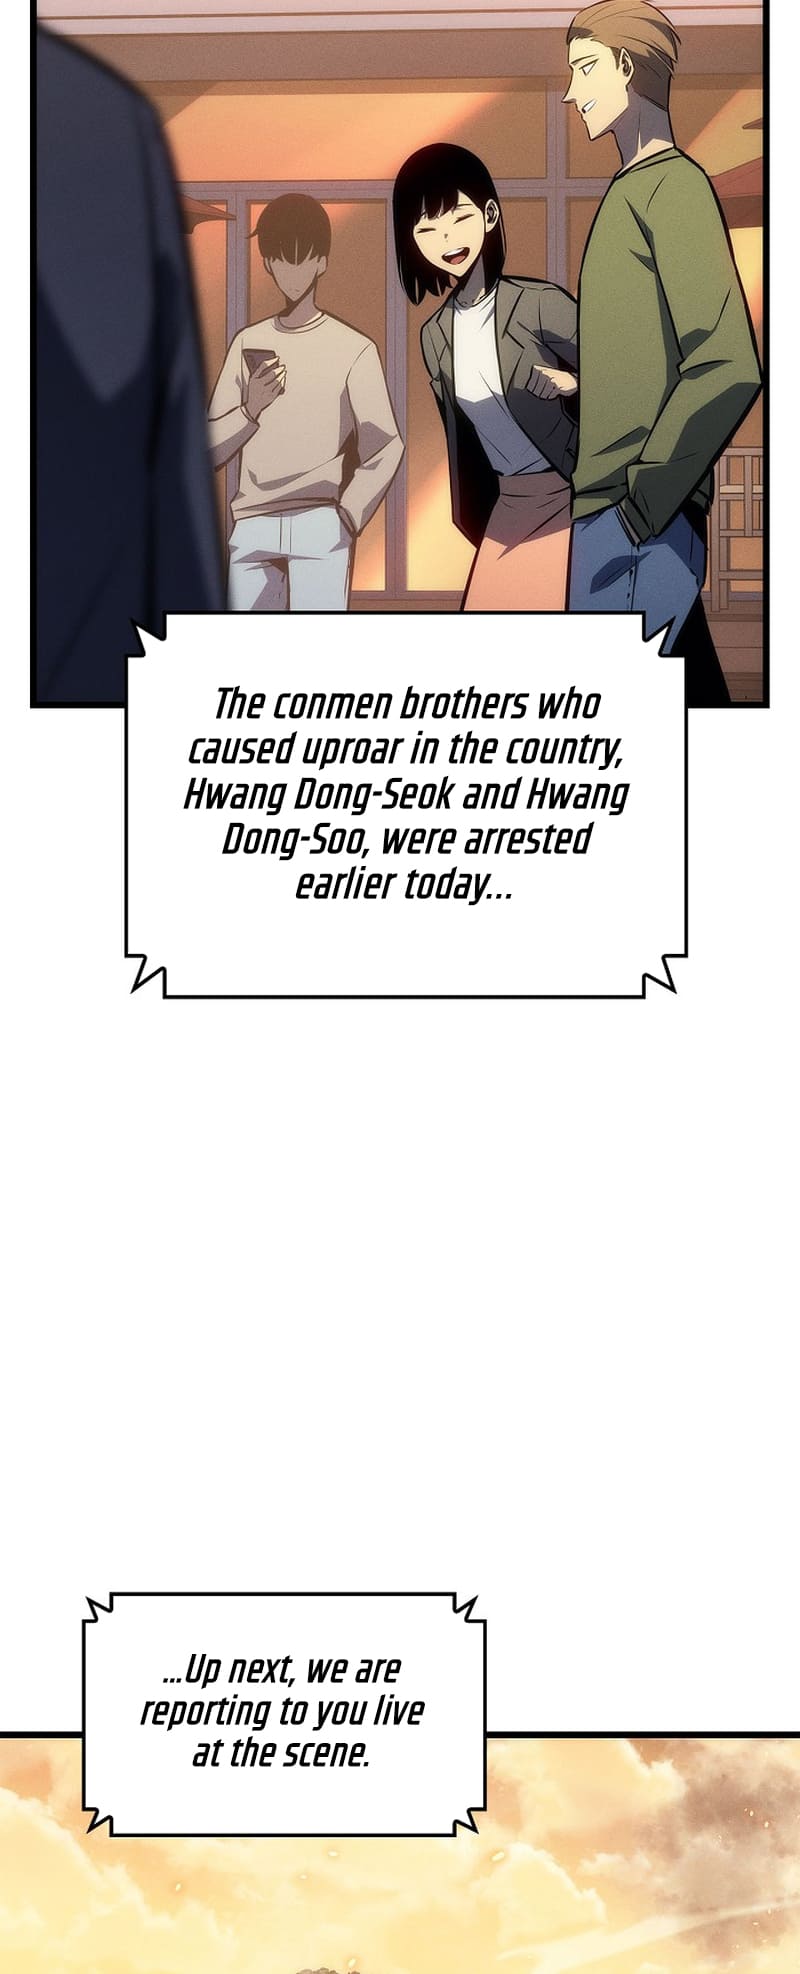 The conmen brothers who
caused uproar in the country,
Hwang Dong-Seok and Hwang
Dong-Soo, were arrested
earlier today...
...Up next, we are
reporting to you live
at the scene.